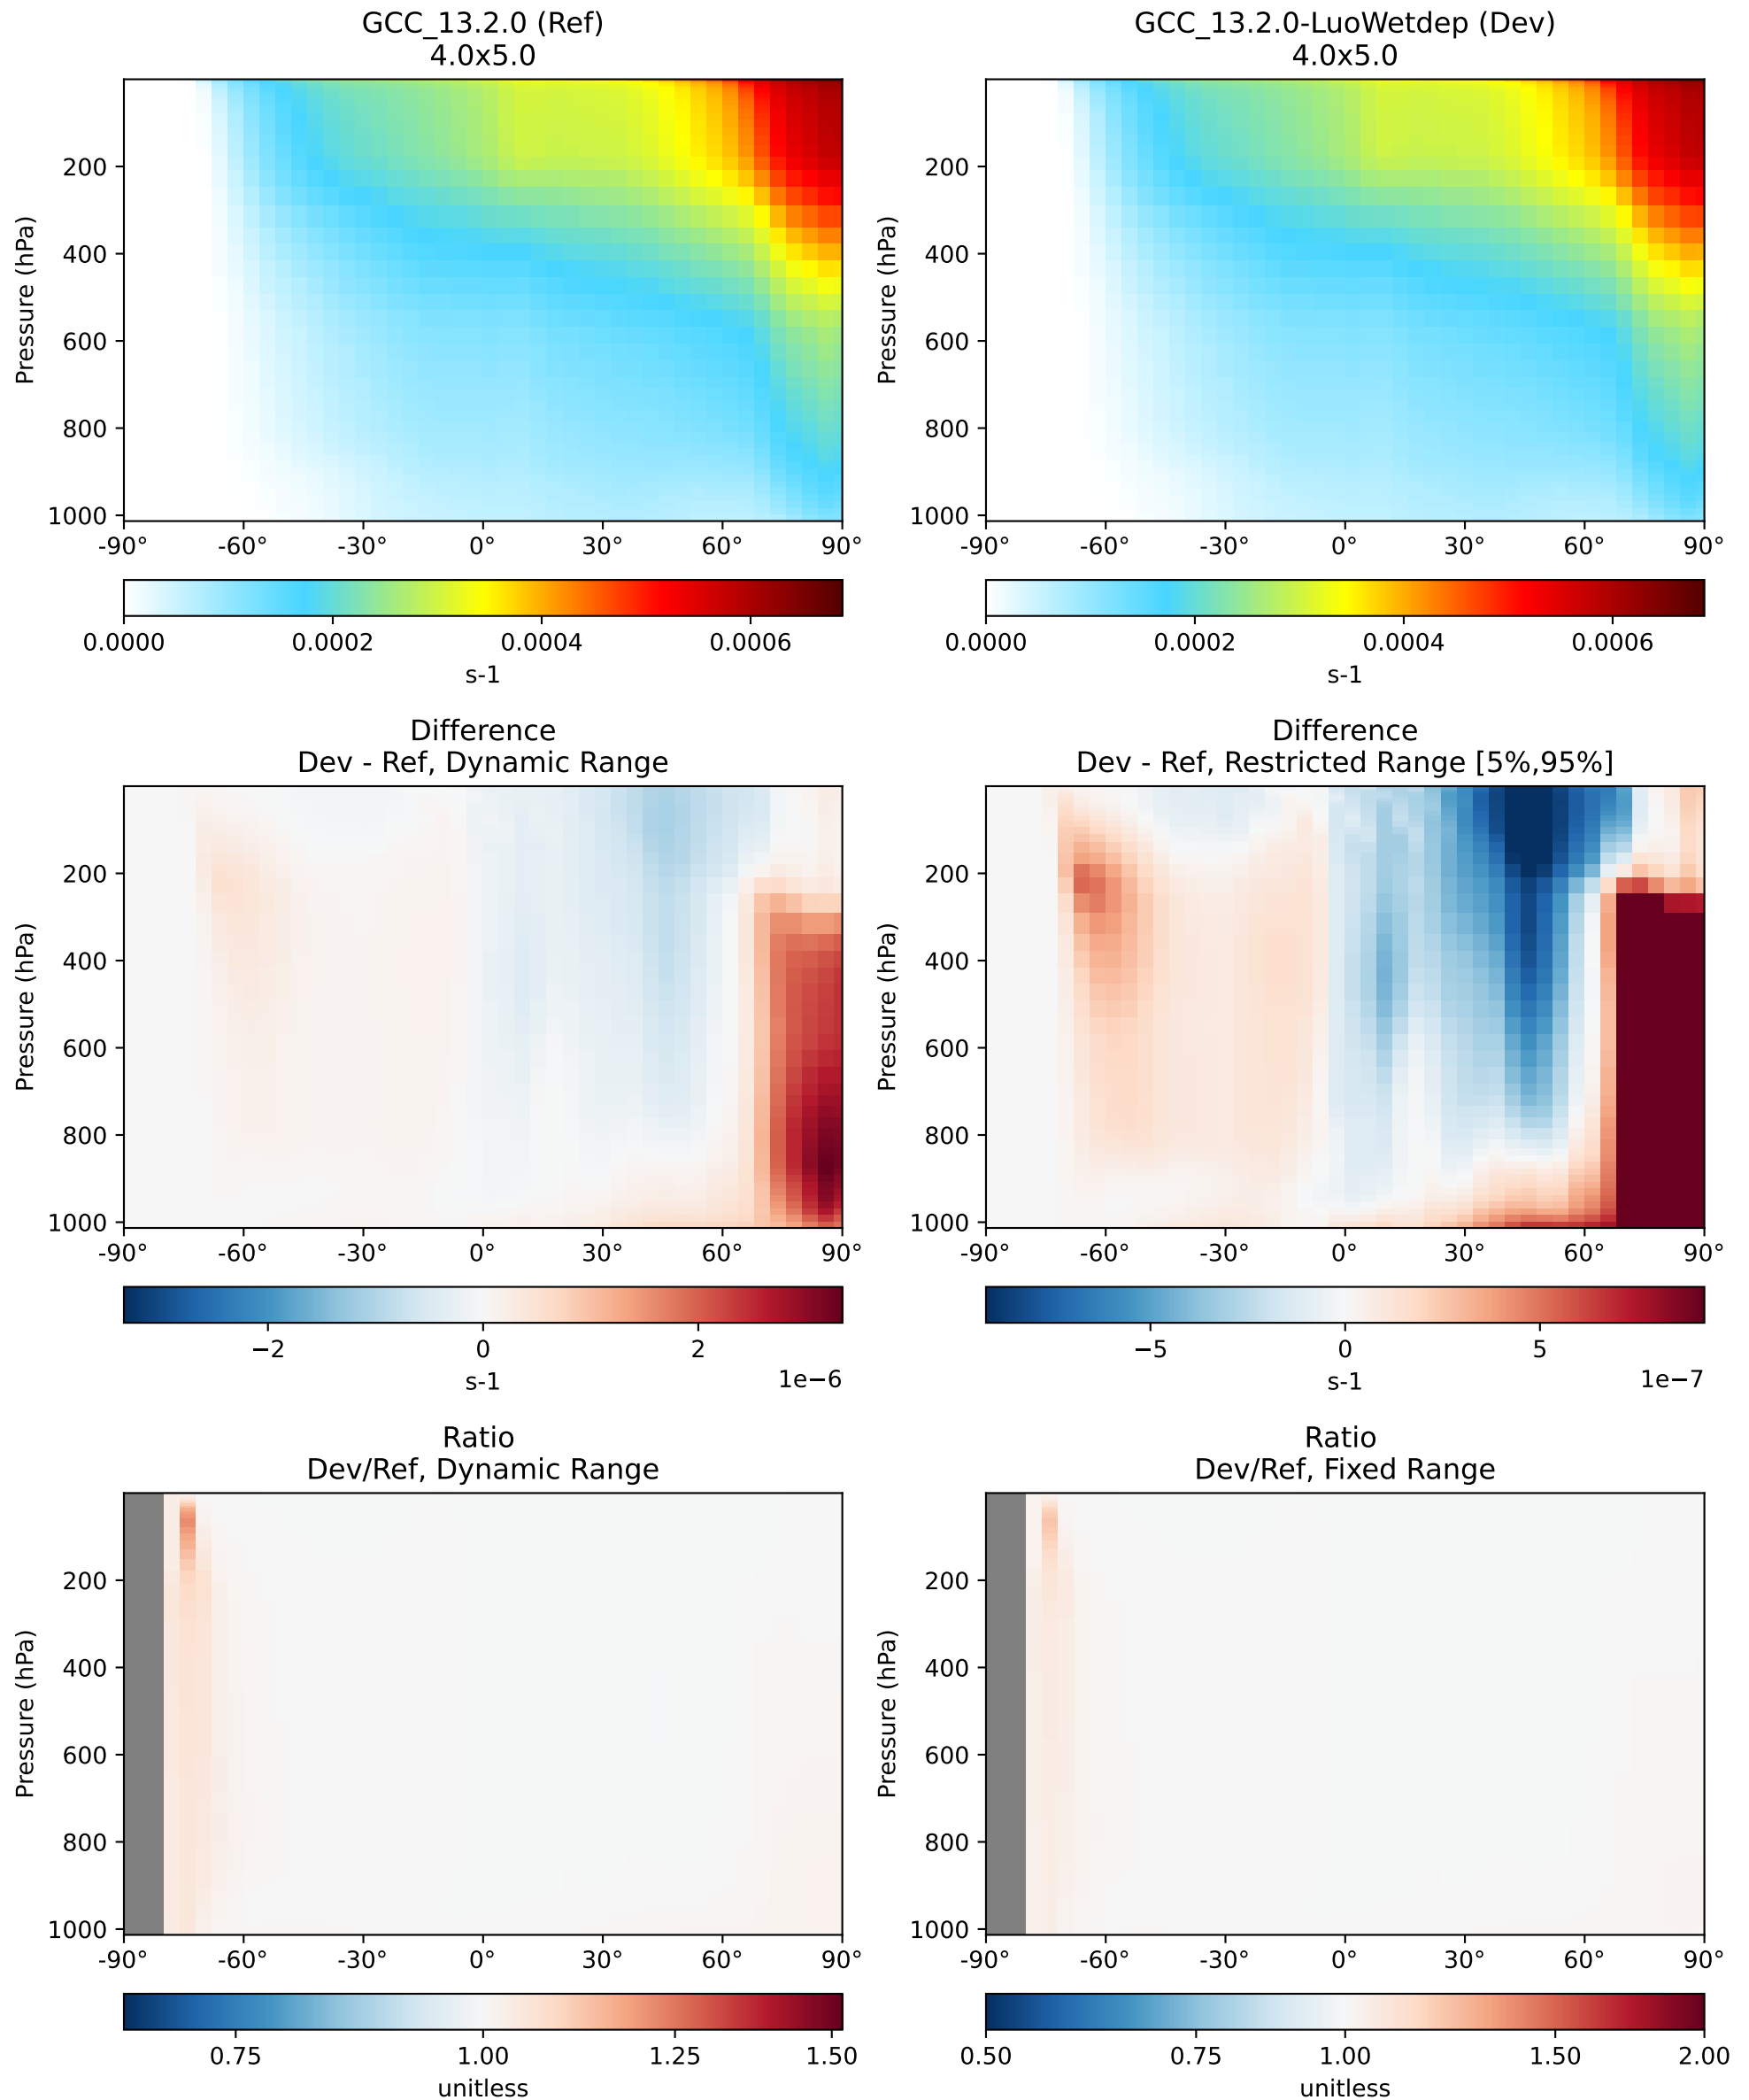 GCC_13.2.0 (Ref)
4.0x5.0
GCC_13.2.0-LuoWetdep (Dev)
4.0x5.0
Pressure (hPa)
200
400
600
800
1000
-90° -60° -30° 0° 30° 60° 90°
0.0000 0.0002 0.0004 0.0006
s-1
Pressure (hPa)
200
400
600
800
1000
-90° -60° -30° 0° 30° 60° 90°
0.0000 0.0002 0.0004 0.0006
s-1
Difference
Dev - Ref, Dynamic Range
Pressure (hPa)
200
400
600
800
1000
-90° -60° -30° 0° 30° 60° 90°
−2 0 2
s-1 1e−6
Difference
Dev - Ref, Restricted Range [5%,95%]
Pressure (hPa)
200
400
600
800
1000
-90° -60° -30° 0° 30° 60° 90°
−5 0 5
s-1 1e−7
Ratio
Dev/Ref, Dynamic Range
Pressure (hPa)
200
400
600
800
1000
-90° -60° -30° 0° 30° 60° 90°
0.75 1.00 1.25 1.50
unitless
Ratio
Dev/Ref, Fixed Range
Pressure (hPa)
200
400
600
800
1000
-90° -60° -30° 0° 30° 60° 90°
0.50 0.75 1.00 1.50 2.00
unitless